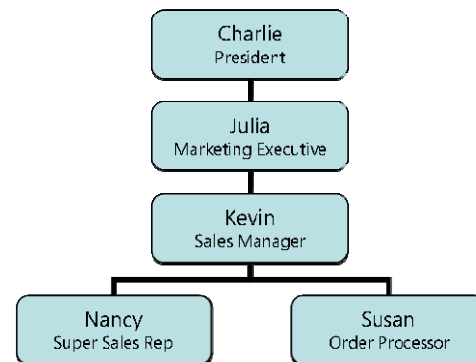 Charlie
President
Julia
Marketing Executive
Kevin
Sales Manager
Nancy
Super Sales Rep
Susan
Order Processor